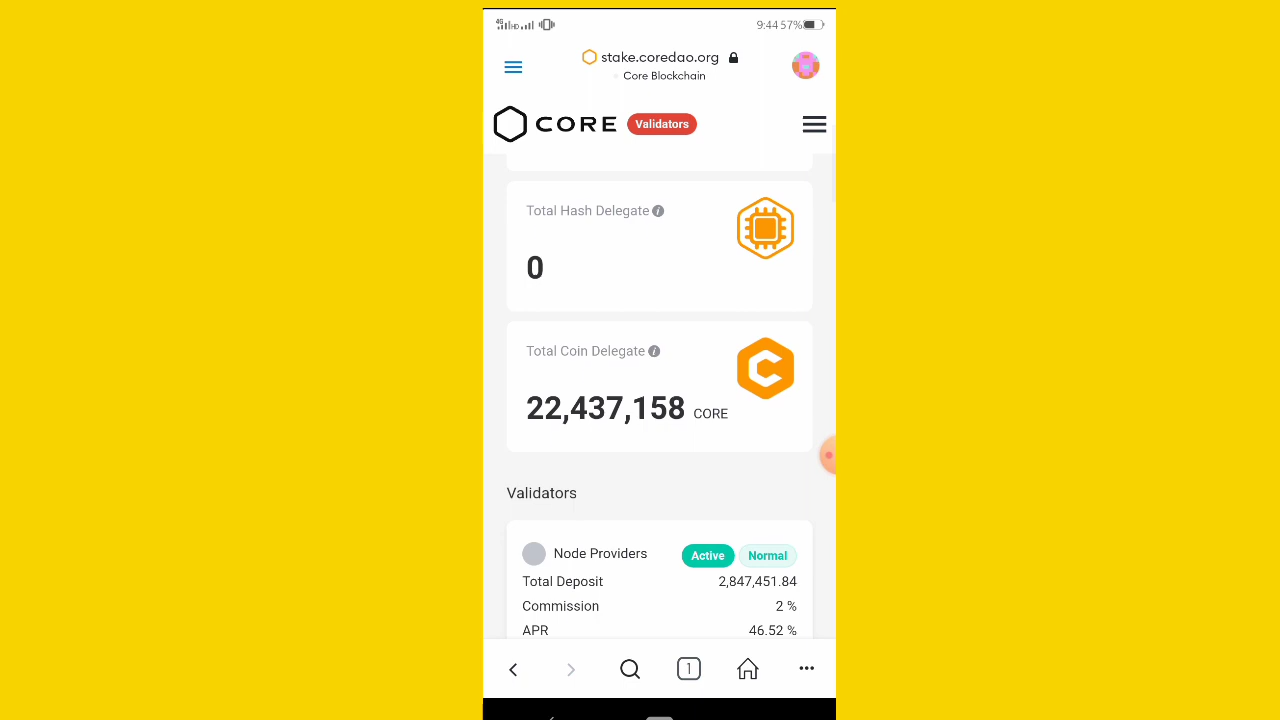 4G HD 9:44 57%
stake.coredao.org
Core Blockchain
CORE Validators
Total Hash Delegate i
0
Total Coin Delegate i
22,437,158 CORE
Validators
Node Providers Active Normal
Total Deposit 2,847,451.84
Commission 2 %
APR 46.52 %
1